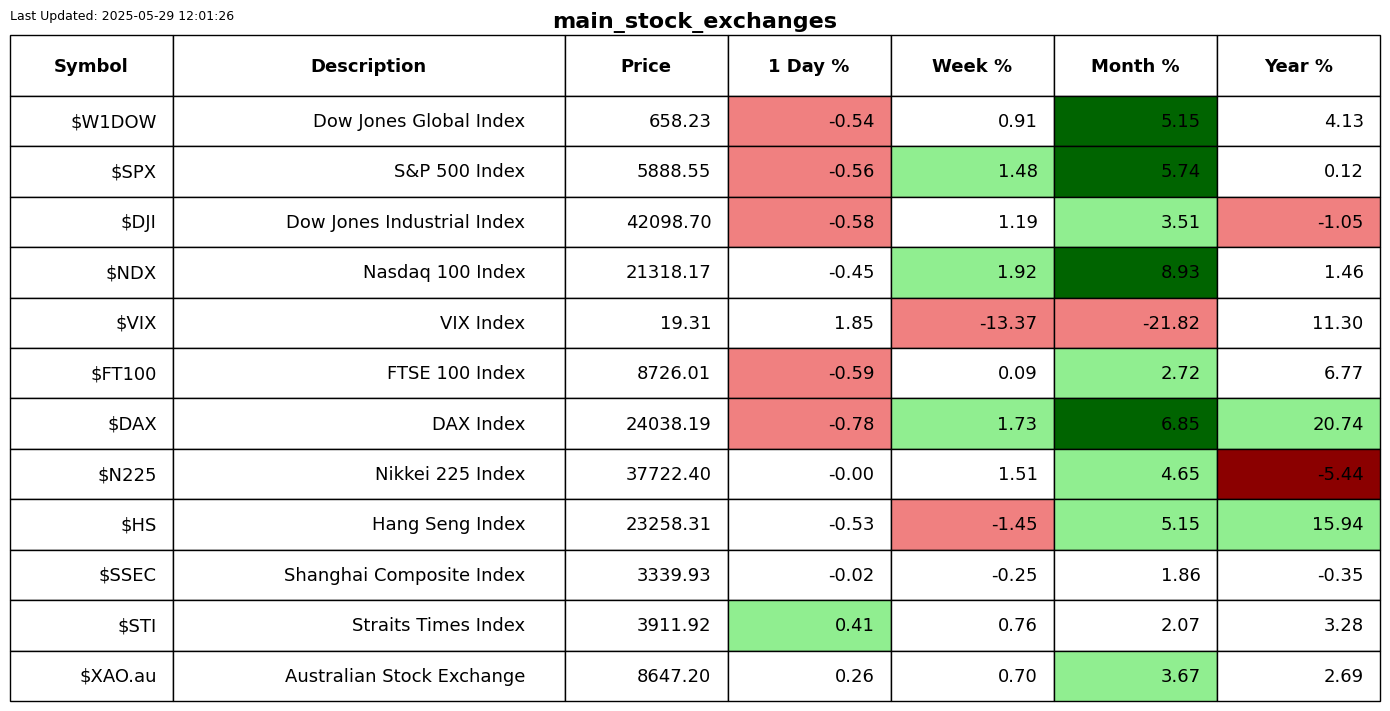 Last Updated: 2025-05-29 12:01:26
main_stock_exchanges
Symbol Description Price 1 Day % Week % Month % Year %
$W1DOW Dow Jones Global Index 658.23 -0.54 0.91 5.15 4.13
$SPX S&P 500 Index 5888.55 -0.56 1.48 5.74 0.12
$DJI Dow Jones Industrial Index 42098.70 -0.58 1.19 3.51 -1.05
$NDX Nasdaq 100 Index 21318.17 -0.45 1.92 8.93 1.46
$VIX VIX Index 19.31 1.85 -13.37 -21.82 11.30
$FT100 FTSE 100 Index 8726.01 -0.59 0.09 2.72 6.77
$DAX DAX Index 24038.19 -0.78 1.73 6.85 20.74
$N225 Nikkei 225 Index 37722.40 -0.00 1.51 4.65 -5.44
$HS Hang Seng Index 23258.31 -0.53 -1.45 5.15 15.94
$SSEC Shanghai Composite Index 3339.93 -0.02 -0.25 1.86 -0.35
$STI Straits Times Index 3911.92 0.41 0.76 2.07 3.28
$XAO.au Australian Stock Exchange 8647.20 0.26 0.70 3.67 2.69